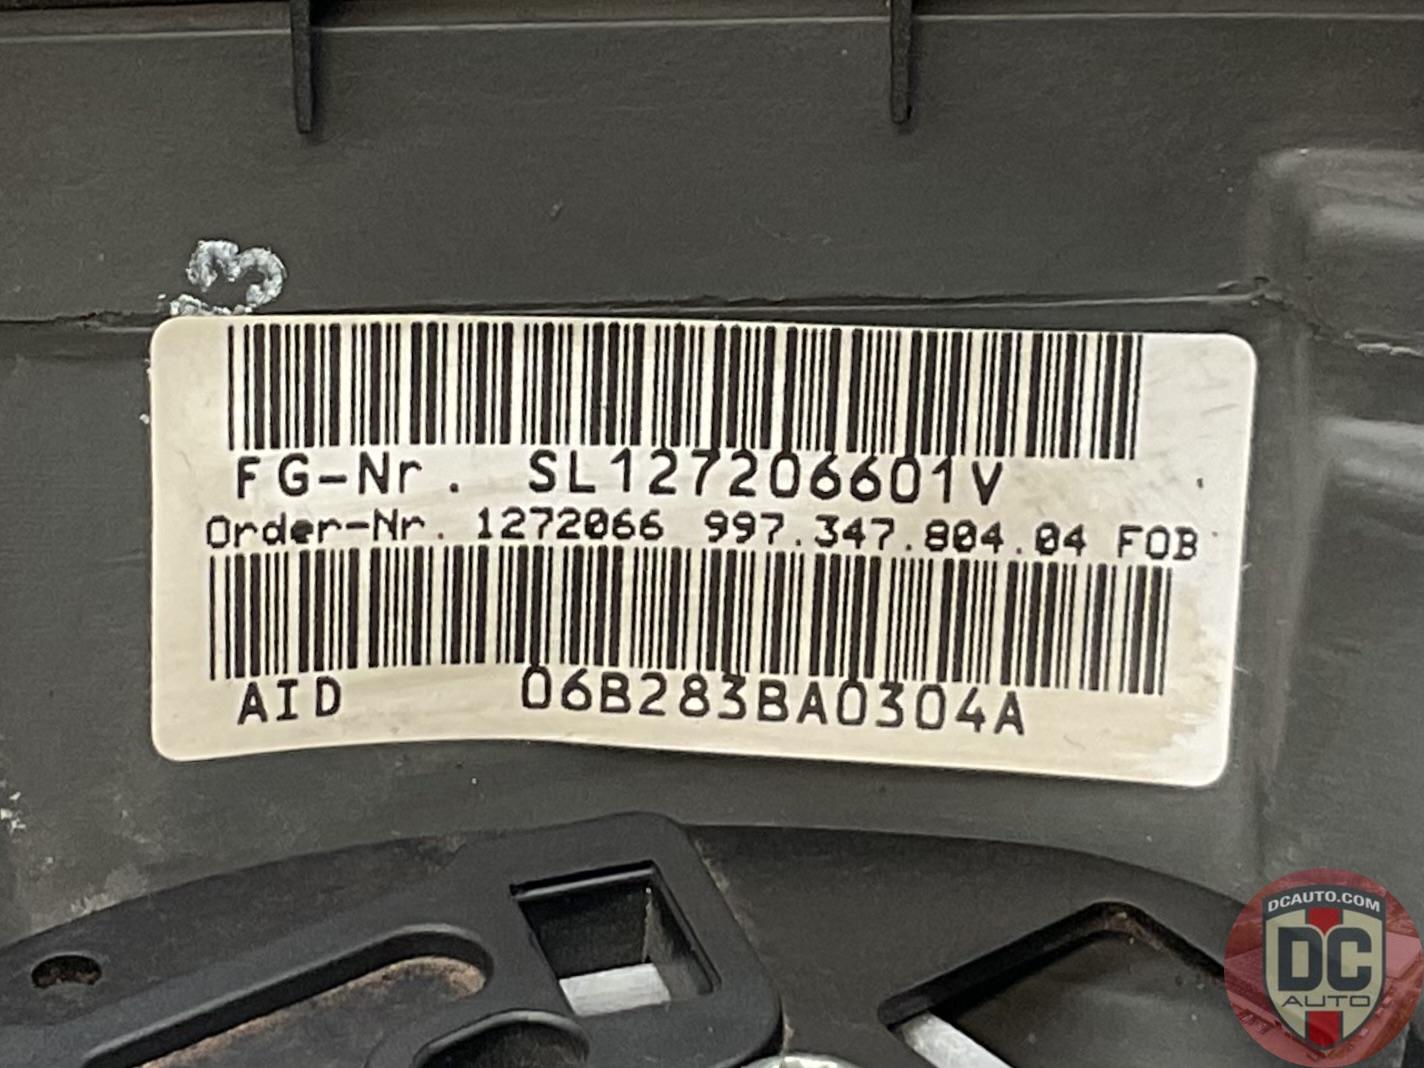 FG-Nr. SL127206601V
Order-Nr. 1272066 997.347.804.04 FOB
AID 06B283BA0304A
DCAUTO.COM
DC
AUTO